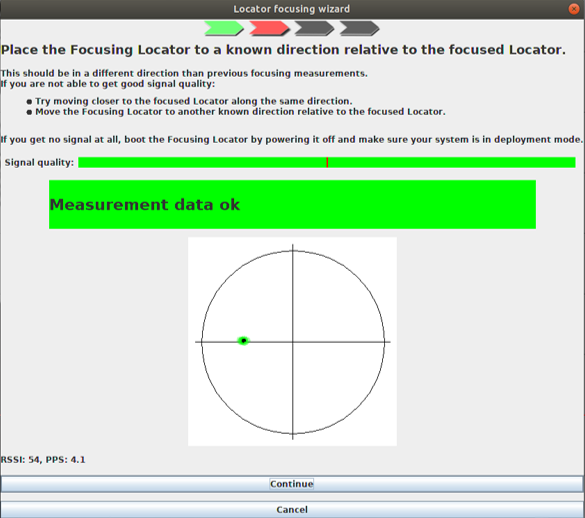 Locator focusing wizard
Place the Focusing Locator to a known direction relative to the focused Locator.
This should be in a different direction than previous focusing measurements.
If you are not able to get good signal quality:
Try moving closer to the focused Locator along the same direction.
Move the Focusing Locator to another known direction relative to the focused Locator.
If you get no signal at all, boot the Focusing Locator by powering it off and make sure your system is in deployment mode.
Signal quality:
Measurement data ok
RSSI: 54, PPS: 4.1
Continue
Cancel